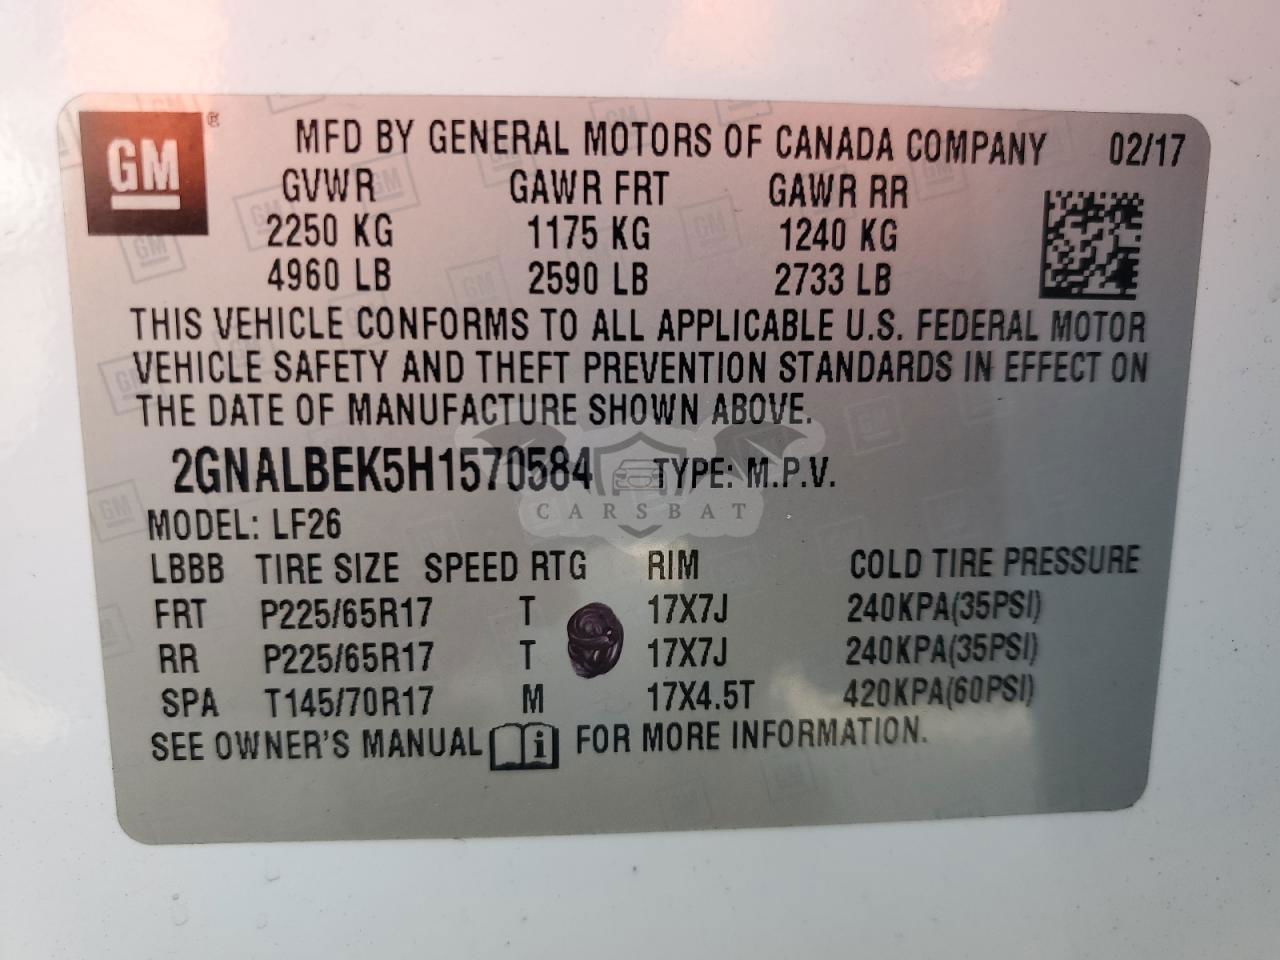 GM ®
MFD BY GENERAL MOTORS OF CANADA COMPANY 02/17
GVWR GAWR FRT GAWR RR
2250 KG 1175 KG 1240 KG
4960 LB 2590 LB 2733 LB
THIS VEHICLE CONFORMS TO ALL APPLICABLE U.S. FEDERAL MOTOR
VEHICLE SAFETY AND THEFT PREVENTION STANDARDS IN EFFECT ON
THE DATE OF MANUFACTURE SHOWN ABOVE.
2GNALBEK5H1570584 TYPE: M.P.V.
CARSBAT
MODEL: LF26
LBBB TIRE SIZE SPEED RTG RIM COLD TIRE PRESSURE
FRT P225/65R17 T 17X7J 240KPA(35PSI)
RR P225/65R17 T 17X7J 240KPA(35PSI)
SPA T145/70R17 M 17X4.5T 420KPA(60PSI)
SEE OWNER'S MANUAL i FOR MORE INFORMATION.